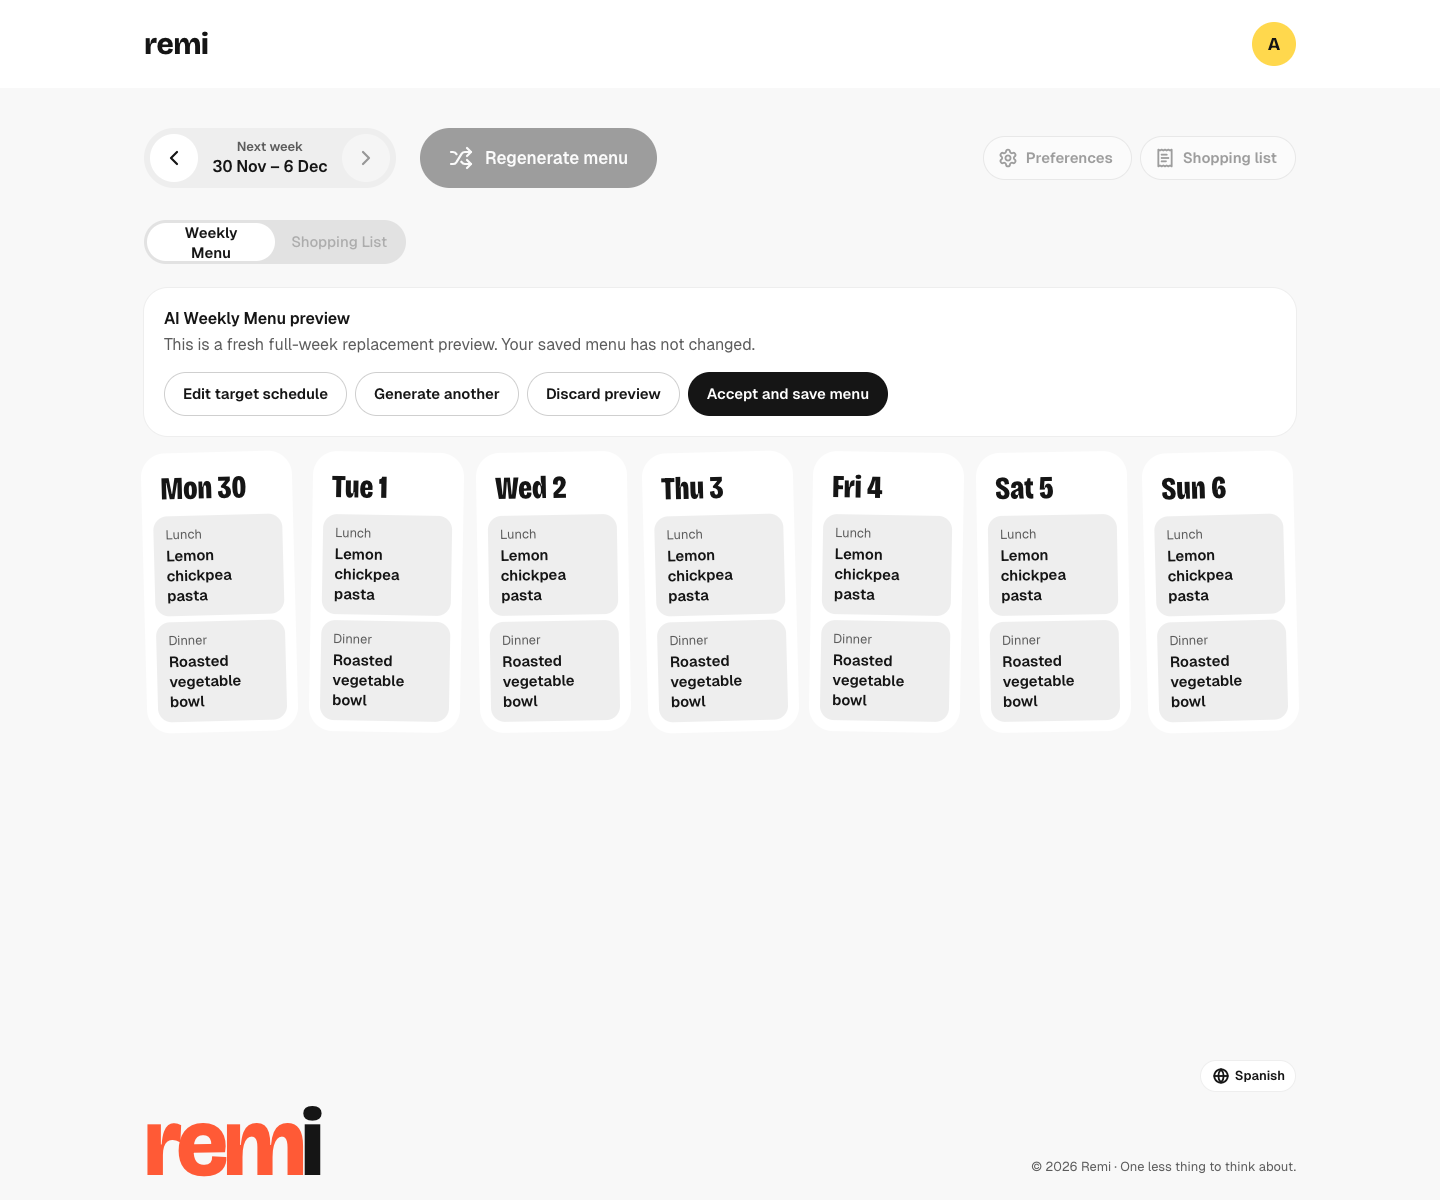 remi
A
Next week
30 Nov – 6 Dec
Regenerate menu
Preferences
Shopping list
Weekly
Menu
Shopping List
AI Weekly Menu preview
This is a fresh full-week replacement preview. Your saved menu has not changed.
Edit target schedule
Generate another
Discard preview
Accept and save menu
Mon 30
Lunch
Lemon
chickpea
pasta
Dinner
Roasted
vegetable
bowl
Tue 1
Lunch
Lemon
chickpea
pasta
Dinner
Roasted
vegetable
bowl
Wed 2
Lunch
Lemon
chickpea
pasta
Dinner
Roasted
vegetable
bowl
Thu 3
Lunch
Lemon
chickpea
pasta
Dinner
Roasted
vegetable
bowl
Fri 4
Lunch
Lemon
chickpea
pasta
Dinner
Roasted
vegetable
bowl
Sat 5
Lunch
Lemon
chickpea
pasta
Dinner
Roasted
vegetable
bowl
Sun 6
Lunch
Lemon
chickpea
pasta
Dinner
Roasted
vegetable
bowl
Spanish
remi
© 2026 Remi · One less thing to think about.